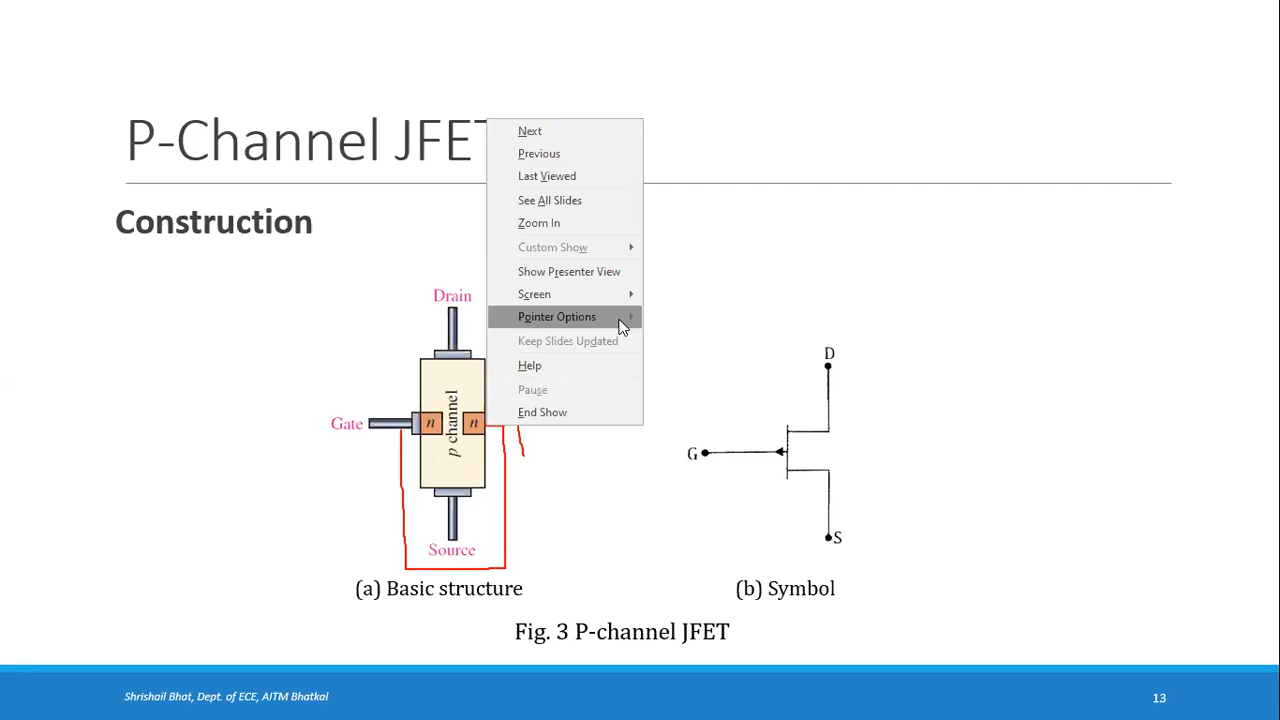 P-Channel JFET
Construction
Next
Previous
Last Viewed
See All Slides
Zoom In
Custom Show
Show Presenter View
Screen
Pointer Options
Keep Slides Updated
Help
Pause
End Show
Drain
Gate
n
p channel
n
Source
(a) Basic structure
D
G
S
(b) Symbol
Fig. 3 P-channel JFET
Shrishail Bhat, Dept. of ECE, AITM Bhatkal
13